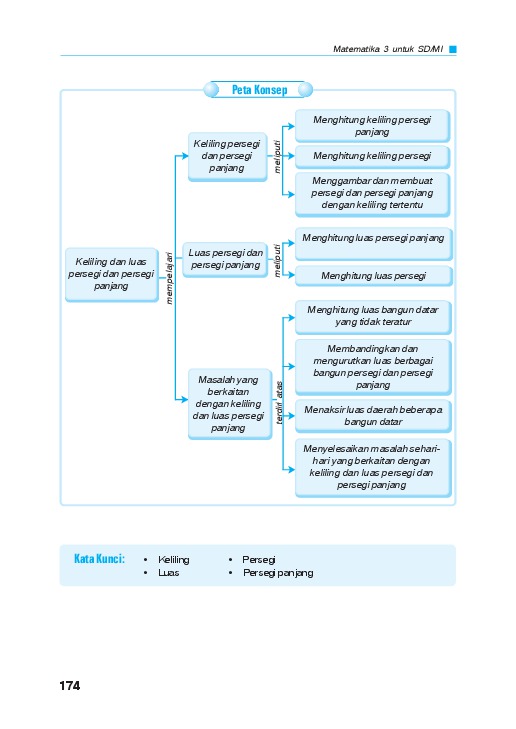 Matematika 3 untuk SD/MI
Peta Konsep
Keliling dan luas
persegi dan persegi
panjang
mempelajari
Keliling persegi
dan persegi
panjang
meliputi
Menghitung keliling persegi
panjang
Menghitung keliling persegi
Menggambar dan membuat
persegi dan persegi panjang
dengan keliling tertentu
Luas persegi dan
persegi panjang
meliputi
Menghitung luas persegi panjang
Menghitung luas persegi
Masalah yang
berkaitan
dengan keliling
dan luas persegi
panjang
terdiri atas
Menghitung luas bangun datar
yang tidak teratur
Membandingkan dan
mengurutkan luas berbagai
bangun persegi dan persegi
panjang
Menaksir luas daerah beberapa
bangun datar
Menyelesaikan masalah sehari-
hari yang berkaitan dengan
keliling dan luas persegi dan
persegi panjang
Kata Kunci: • Keliling • Persegi
• Luas • Persegi panjang
174